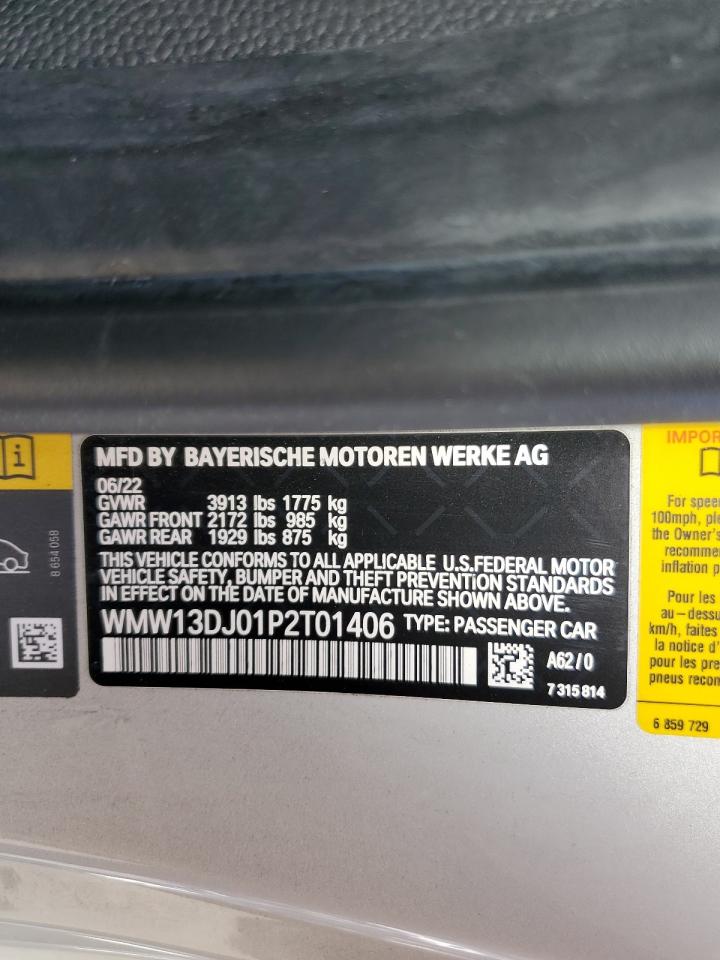 MFD BY BAYERISCHE MOTOREN WERKE AG
06/22
GVWR 3913 lbs 1775 kg
GAWR FRONT 2172 lbs 985 kg
GAWR REAR 1929 lbs 875 kg
THIS VEHICLE CONFORMS TO ALL APPLICABLE U.S.FEDERAL MOTOR
VEHICLE SAFETY, BUMPER AND THEFT PREVENTION STANDARDS
IN EFFECT ON THE DATE OF MANUFACTURE SHOWN ABOVE.
WMW13DJ01P2T01406 TYPE: PASSENGER CAR
A62/0
7 315 814
i
8 654 058
IMPOR
For spee
100mph, ple
the Owner's
recomme
inflation p
Pour les
au-dessu
km/h, faites
la notice d'
pour les pre
pneus recom
6 859 729